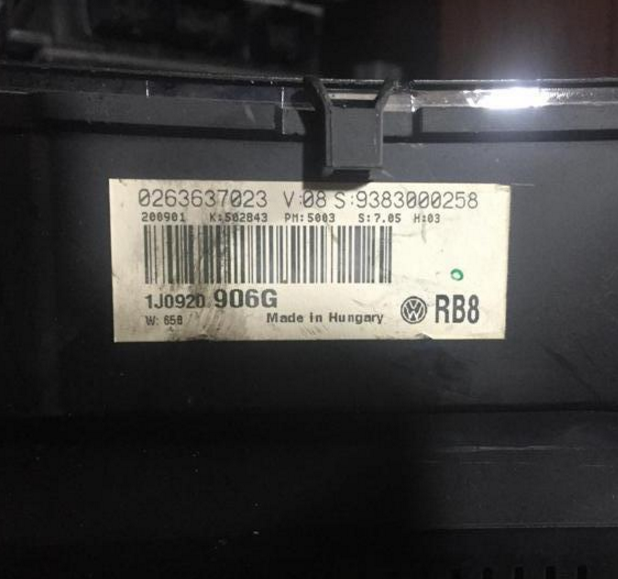 0263637023 V:08 S:9383000258
200901 K:502843 PM:5003 S:7.05 H:03
1J0920 906G
W: 658 Made in Hungary RB8